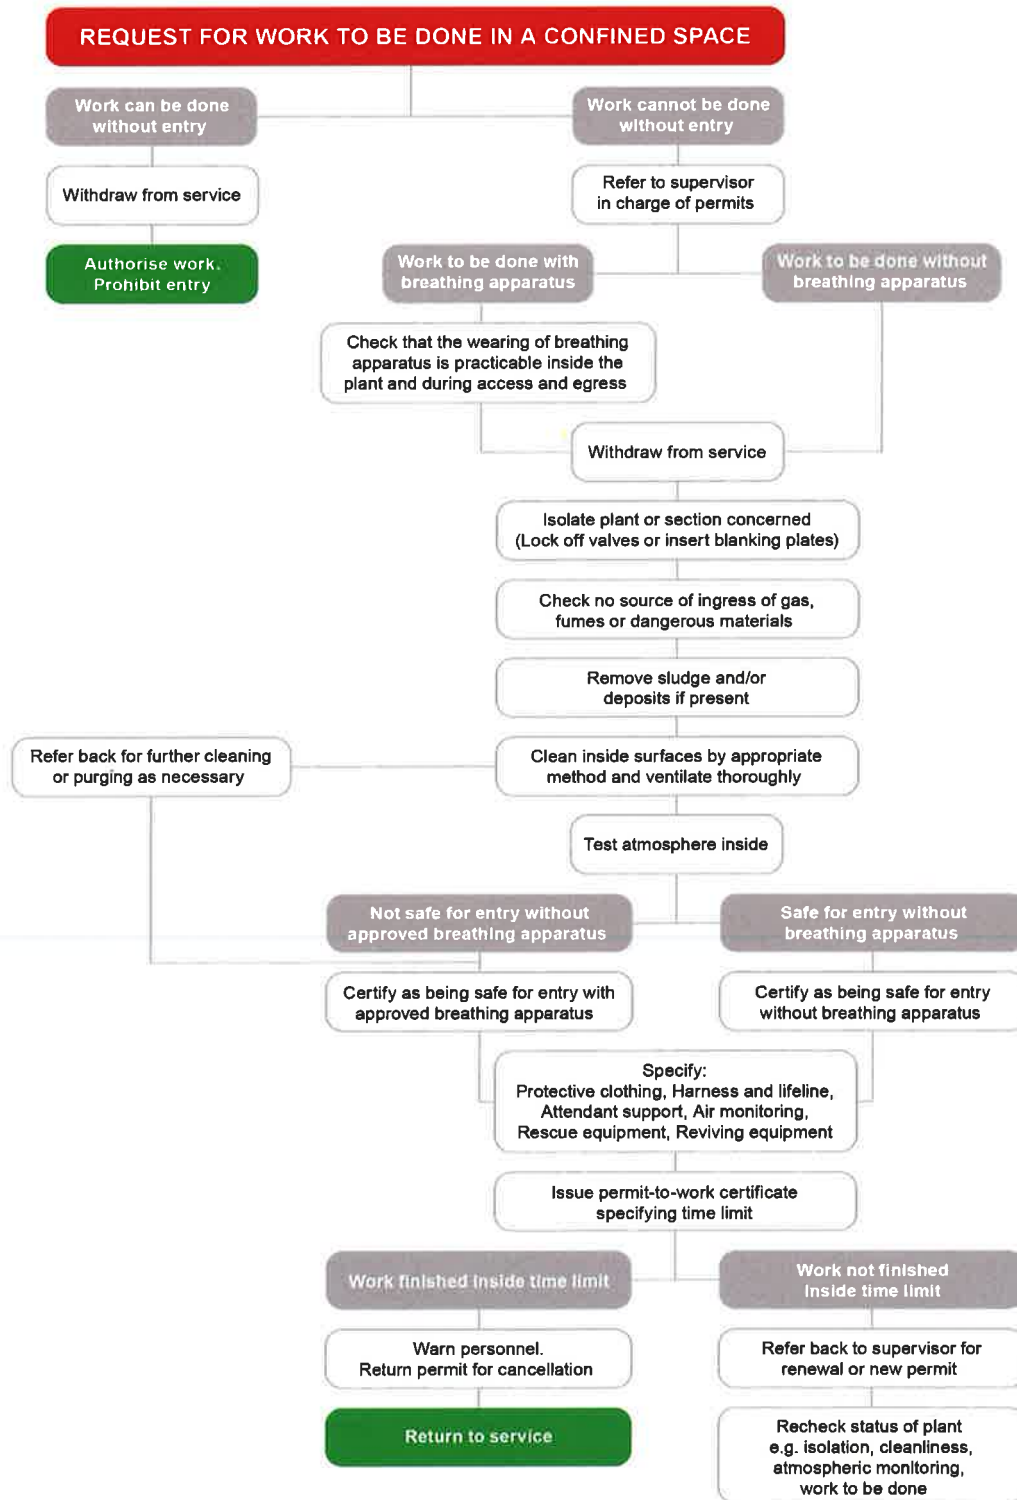 REQUEST FOR WORK TO BE DONE IN A CONFINED SPACE
Work can be done
without entry
Work cannot be done
without entry
Withdraw from service
Refer to supervisor
in charge of permits
Authorise work.
Prohibit entry
Work to be done with
breathing apparatus
Work to be done without
breathing apparatus
Check that the wearing of breathing
apparatus is practicable inside the
plant and during access and egress
Withdraw from service
Isolate plant or section concerned
(Lock off valves or insert blanking plates)
Check no source of ingress of gas,
fumes or dangerous materials
Remove sludge and/or
deposits if present
Refer back for further cleaning
or purging as necessary
Clean inside surfaces by appropriate
method and ventilate thoroughly
Test atmosphere inside
Not safe for entry without
approved breathing apparatus
Safe for entry without
breathing apparatus
Certify as being safe for entry with
approved breathing apparatus
Certify as being safe for entry
without breathing apparatus
Specify:
Protective clothing, Harness and lifeline,
Attendant support, Air monitoring,
Rescue equipment, Reviving equipment
Issue permit-to-work certificate
specifying time limit
Work finished inside time limit
Work not finished
inside time limit
Warn personnel.
Return permit for cancellation
Refer back to supervisor for
renewal or new permit
Return to service
Recheck status of plant
e.g. isolation, cleanliness,
atmospheric monitoring,
work to be done